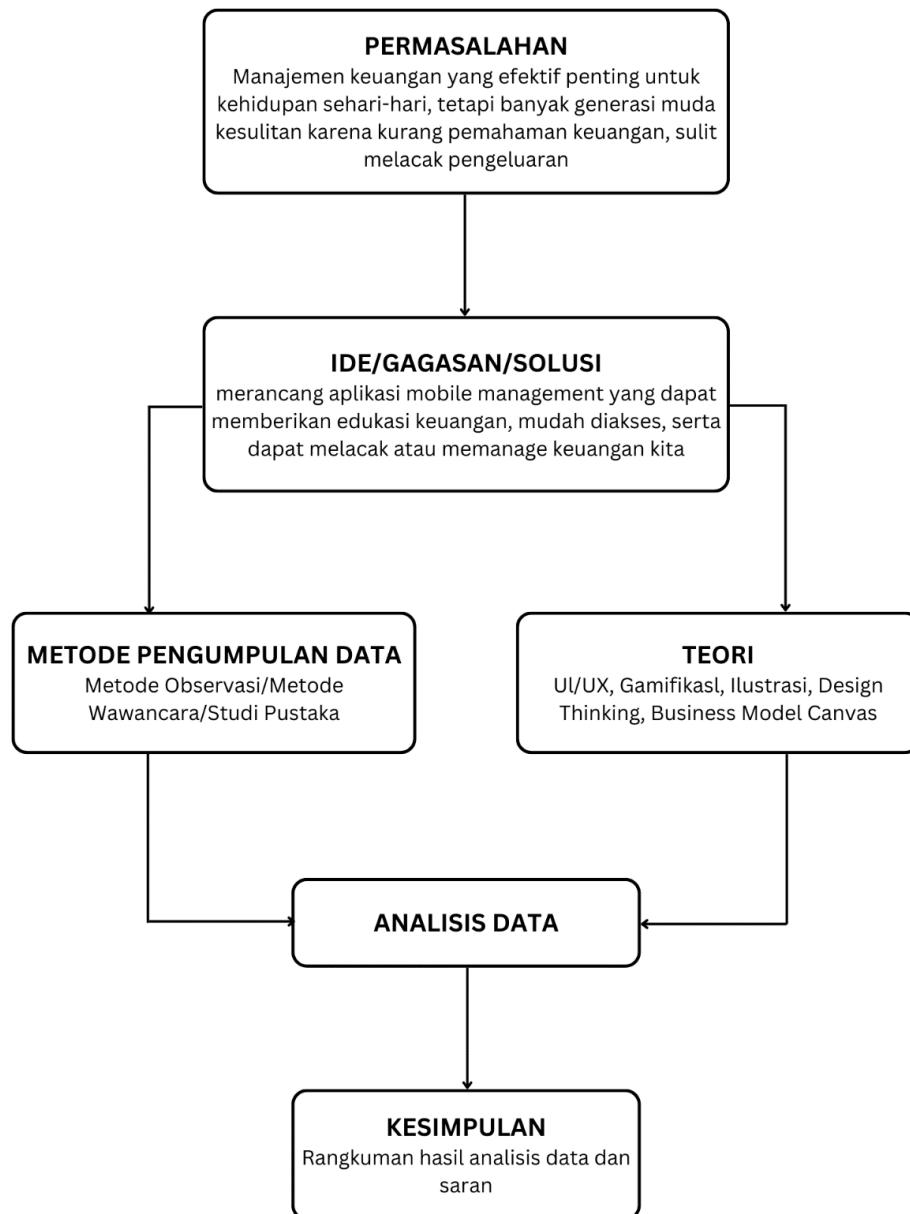 PERMASALAHAN
Manajemen keuangan yang efektif penting untuk
kehidupan sehari-hari, tetapi banyak generasi muda
kesulitan karena kurang pemahaman keuangan, sulit
melacak pengeluaran
IDE/GAGASAN/SOLUSI
merancang aplikasi mobile management yang dapat
memberikan edukasi keuangan, mudah diakses, serta
dapat melacak atau memanage keuangan kita
METODE PENGUMPULAN DATA
Metode Observasi/Metode
Wawancara/Studi Pustaka
TEORI
Ul/UX, Gamifikasl, Ilustrasi, Design
Thinking, Business Model Canvas
ANALISIS DATA
KESIMPULAN
Rangkuman hasil analisis data dan
saran